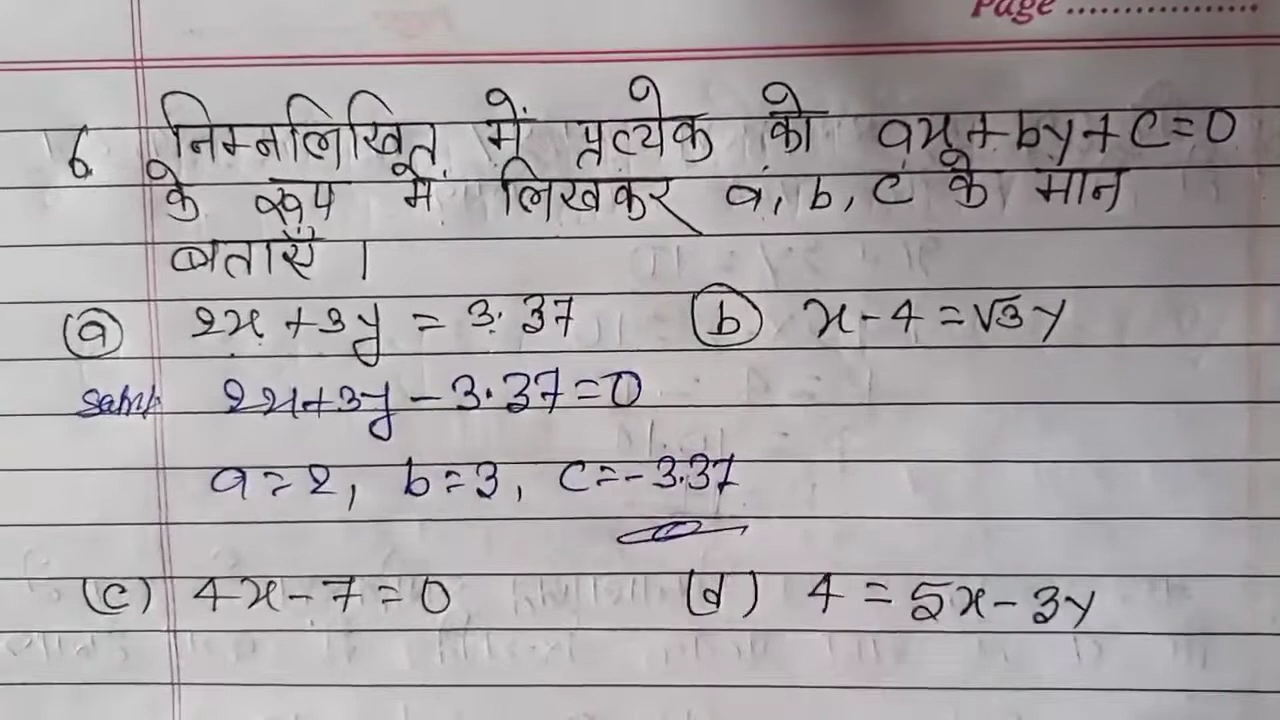 Page ..................
6 निम्नलिखित में प्रत्येक को ax+by+c=0
के रूप में लिखकर a, b, c के मान
बताएँ ।
(a) 2x + 3y = 3.37 (b) x - 4 = √3y
2x+3y - 3.37=0
a=2, b=3, c=-3.37
(c) 4x - 7 = 0 (d) 4 = 5x - 3y